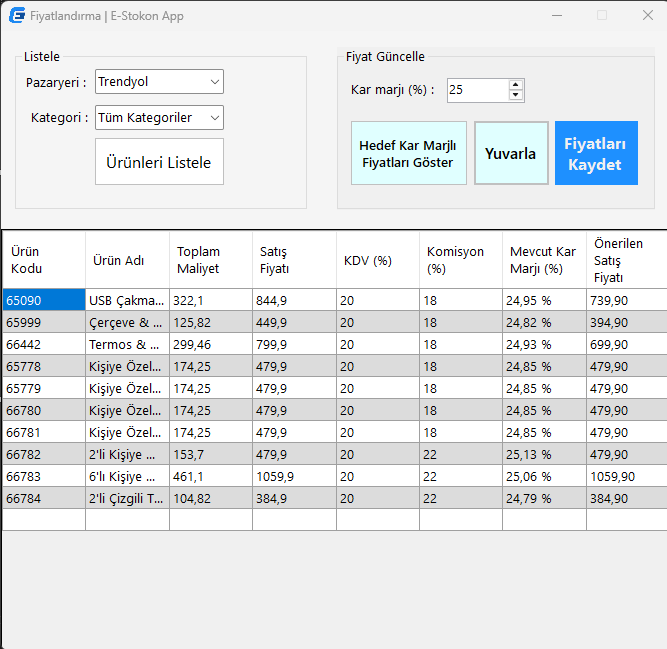 Fiyatlandırma | E-Stokon App
Listele
Pazaryeri :
Trendyol
Kategori :
Tüm Kategoriler
Ürünleri Listele
Fiyat Güncelle
Kar marjı (%) :
25
Hedef Kar Marjlı
Fiyatları Göster
Yuvarla
Fiyatları
Kaydet
Ürün Kodu Ürün Adı Toplam Maliyet Satış Fiyatı KDV (%) Komisyon (%) Mevcut Kar Marjı (%) Önerilen Satış Fiyatı
65090 USB Çakma... 322,1 844,9 20 18 24,95 % 739,90
65999 Çerçeve & ... 125,82 449,9 20 18 24,82 % 394,90
66442 Termos & ... 299,46 799,9 20 18 24,93 % 699,90
65778 Kişiye Özel... 174,25 479,9 20 18 24,85 % 479,90
65779 Kişiye Özel... 174,25 479,9 20 18 24,85 % 479,90
66780 Kişiye Özel... 174,25 479,9 20 18 24,85 % 479,90
66781 Kişiye Özel... 174,25 479,9 20 18 24,85 % 479,90
66782 2'li Kişiye ... 153,7 479,9 20 22 25,13 % 479,90
66783 6'lı Kişiye ... 461,1 1059,9 20 22 25,06 % 1059,90
66784 2'li Çizgili T... 104,82 384,9 20 22 24,79 % 384,90